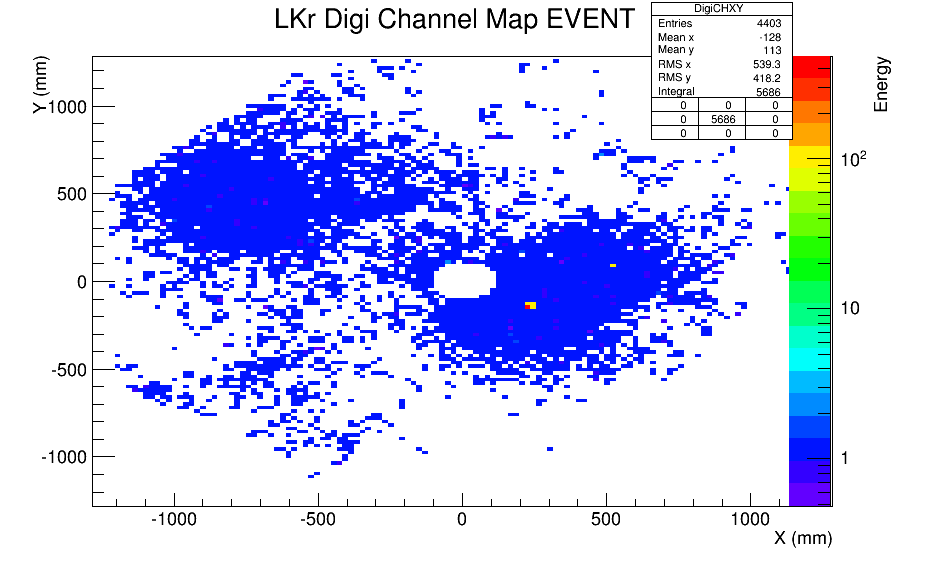 LKr Digi Channel Map EVENT
DigiCHXY
Entries 4403
Mean x -128
Mean y 113
RMS x 539.3
RMS y 418.2
Integral 5686
0 0 0
0 5686 0
0 0 0
Y (mm)
Energy
1000
500
0
-500
-1000
10²
10
1
-1000 -500 0 500 1000
X (mm)